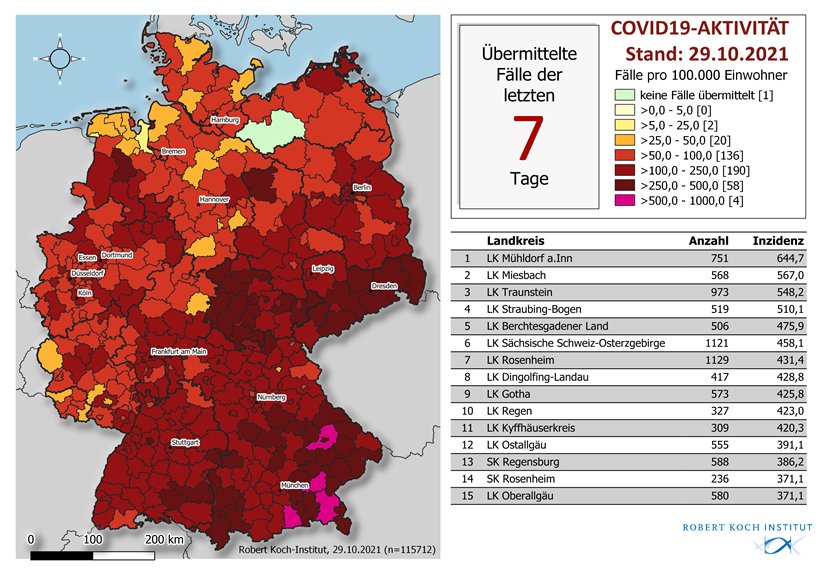 COVID19-AKTIVITÄT
Stand: 29.10.2021
Übermittelte
Fälle der
letzten
7
Tage
Fälle pro 100.000 Einwohner
keine Fälle übermittelt [1]
>0,0 - 5,0 [0]
>5,0 - 25,0 [2]
>25,0 - 50,0 [20]
>50,0 - 100,0 [136]
>100,0 - 250,0 [190]
>250,0 - 500,0 [58]
>500,0 - 1000,0 [4]
Hamburg
Bremen
Berlin
Hannover
Essen
Dortmund
Düsseldorf
Köln
Leipzig
Dresden
Frankfurt am Main
Nürnberg
Stuttgart
München
0 100 200 km
Robert Koch-Institut, 29.10.2021 (n=115712)
Landkreis Anzahl Inzidenz
1 LK Mühldorf a.Inn 751 644,7
2 LK Miesbach 568 567,0
3 LK Traunstein 973 548,2
4 LK Straubing-Bogen 519 510,1
5 LK Berchtesgadener Land 506 475,9
6 LK Sächsische Schweiz-Osterzgebirge 1121 458,1
7 LK Rosenheim 1129 431,4
8 LK Dingolfing-Landau 417 428,8
9 LK Gotha 573 425,8
10 LK Regen 327 423,0
11 LK Kyffhäuserkreis 309 420,3
12 LK Ostallgäu 555 391,1
13 SK Regensburg 588 386,2
14 SK Rosenheim 236 371,1
15 LK Oberallgäu 580 371,1
ROBERT KOCH INSTITUT